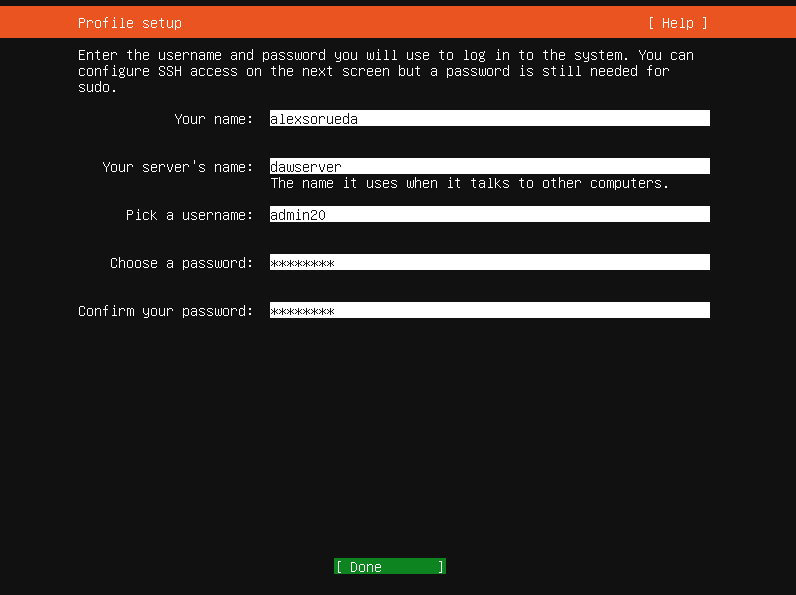 Profile setup [ Help ]
Enter the username and password you will use to log in to the system. You can
configure SSH access on the next screen but a password is still needed for
sudo.
Your name: alexsorueda
Your server's name: dawserver
The name it uses when it talks to other computers.
Pick a username: admin20
Choose a password: ********
Confirm your password: ********
[ Done ]